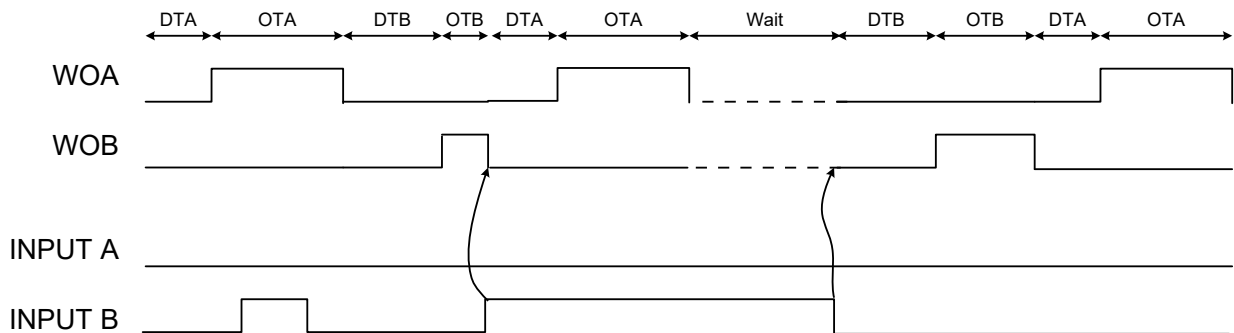 DTA OTA DTB OTB DTA OTA Wait DTB OTB DTA OTA
WOA
WOB
INPUT A
INPUT B